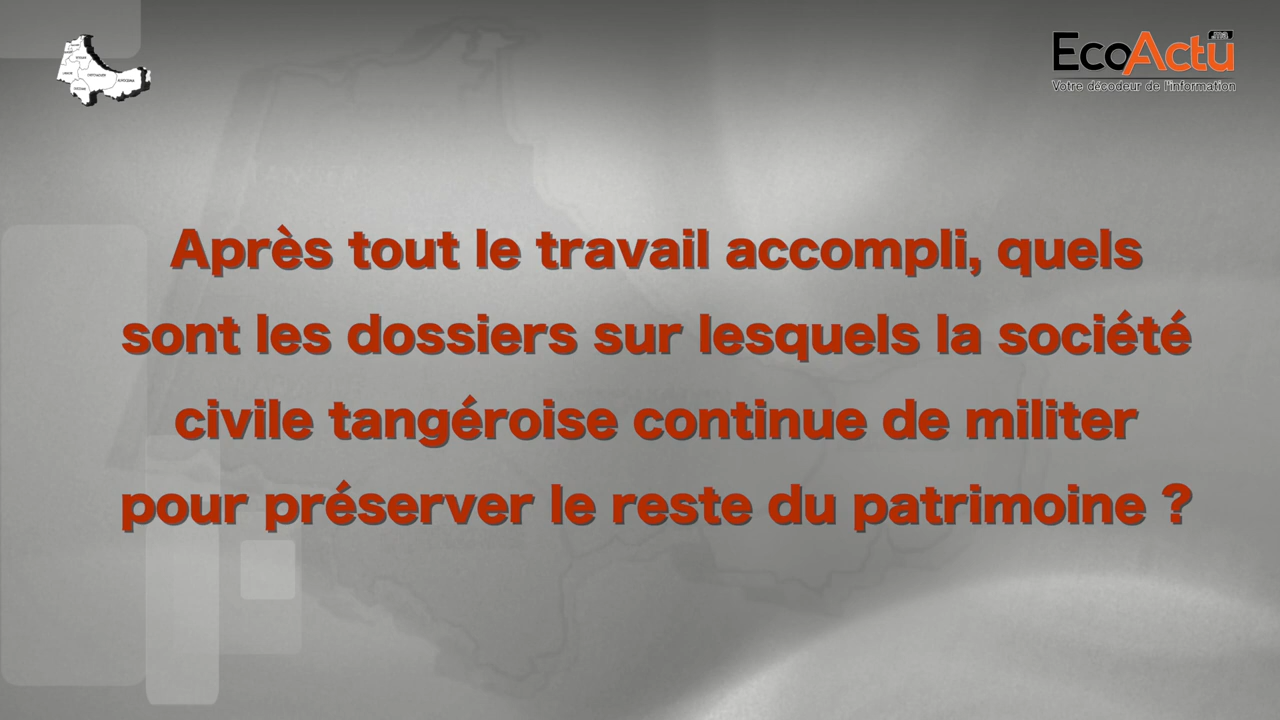 EcoActu
.ma
Votre décodeur de l'information
Après tout le travail accompli, quels
sont les dossiers sur lesquels la société
civile tangéroise continue de militer
pour préserver le reste du patrimoine ?